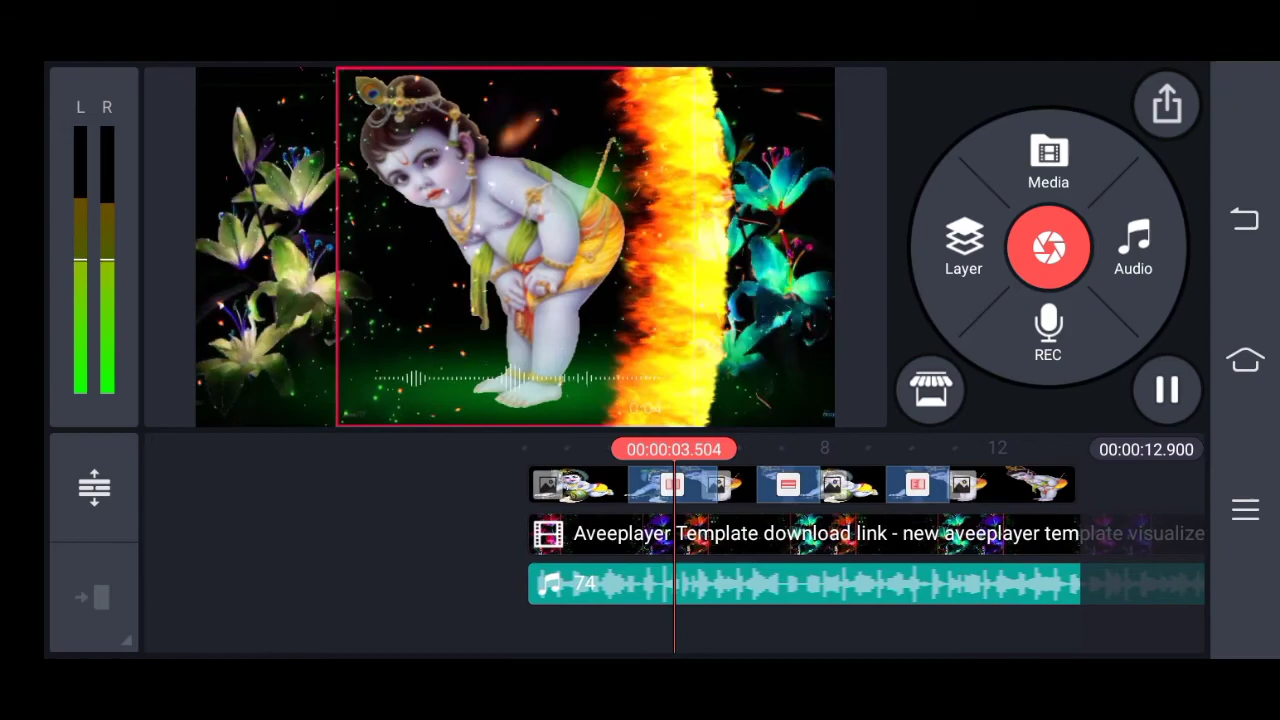 L R
Media
Layer
Audio
REC
00:00:03.504
8
12
00:00:12.900
Aveeplayer Template download link - new aveeplayer template visualize
74